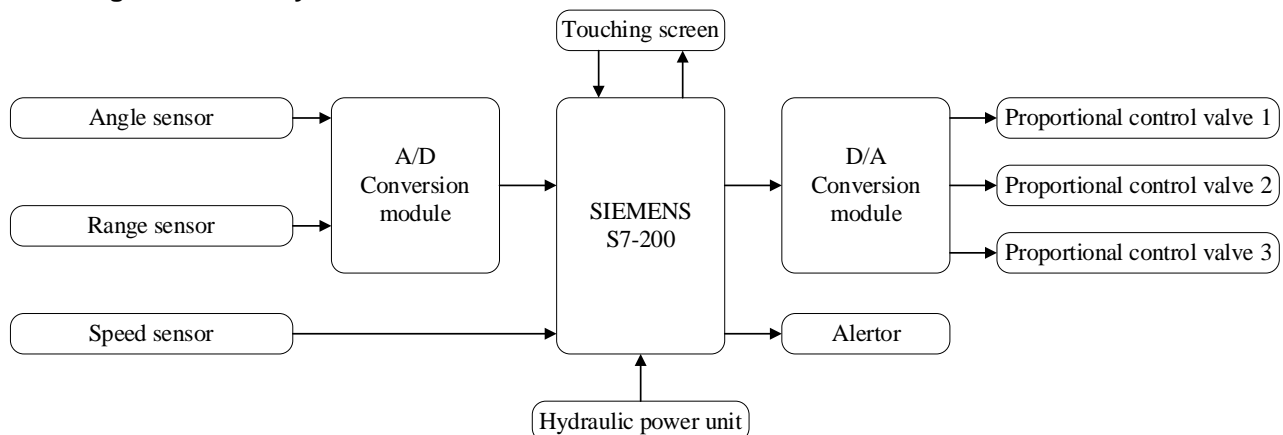 Touching screen
Angle sensor
Range sensor
Speed sensor
A/D
Conversion
module
SIEMENS
S7-200
D/A
Conversion
module
Proportional control valve 1
Proportional control valve 2
Proportional control valve 3
Alertor
Hydraulic power unit